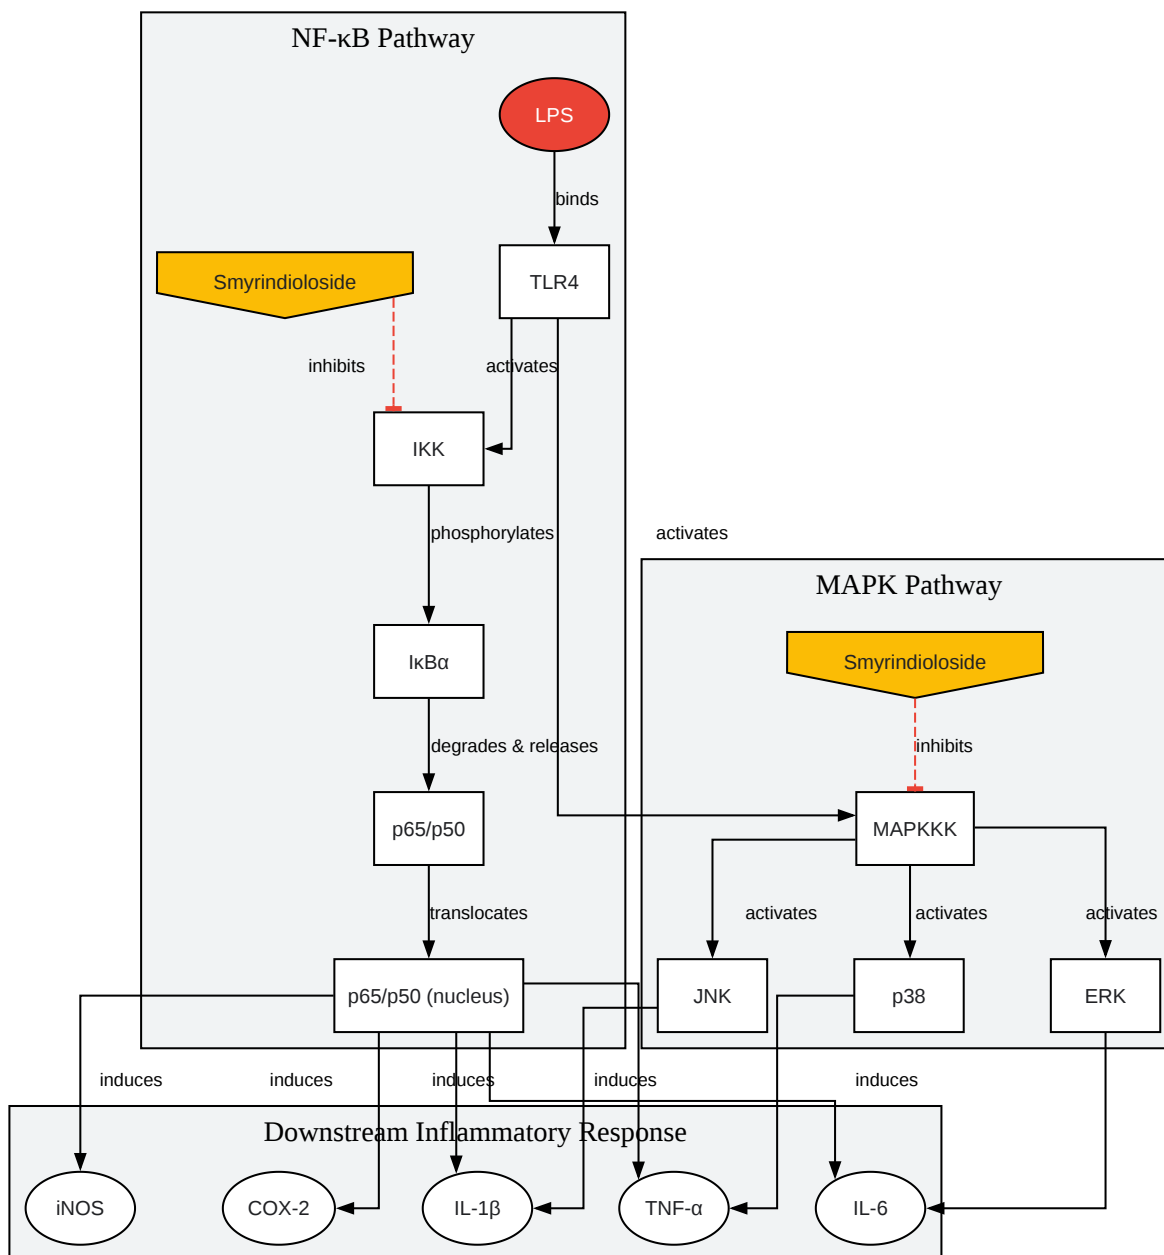 NF-κB Pathway
LPS
binds
TLR4
Smyrindioloside
inhibits
activates
IKK
phosphorylates
activates
MAPK Pathway
IκBα
Smyrindioloside
degrades & releases
inhibits
p65/p50
MAPKKK
translocates
activates
activates
activates
p65/p50 (nucleus)
JNK
p38
ERK
induces
induces
induces
induces
induces
Downstream Inflammatory Response
iNOS
COX-2
IL-1β
TNF-α
IL-6